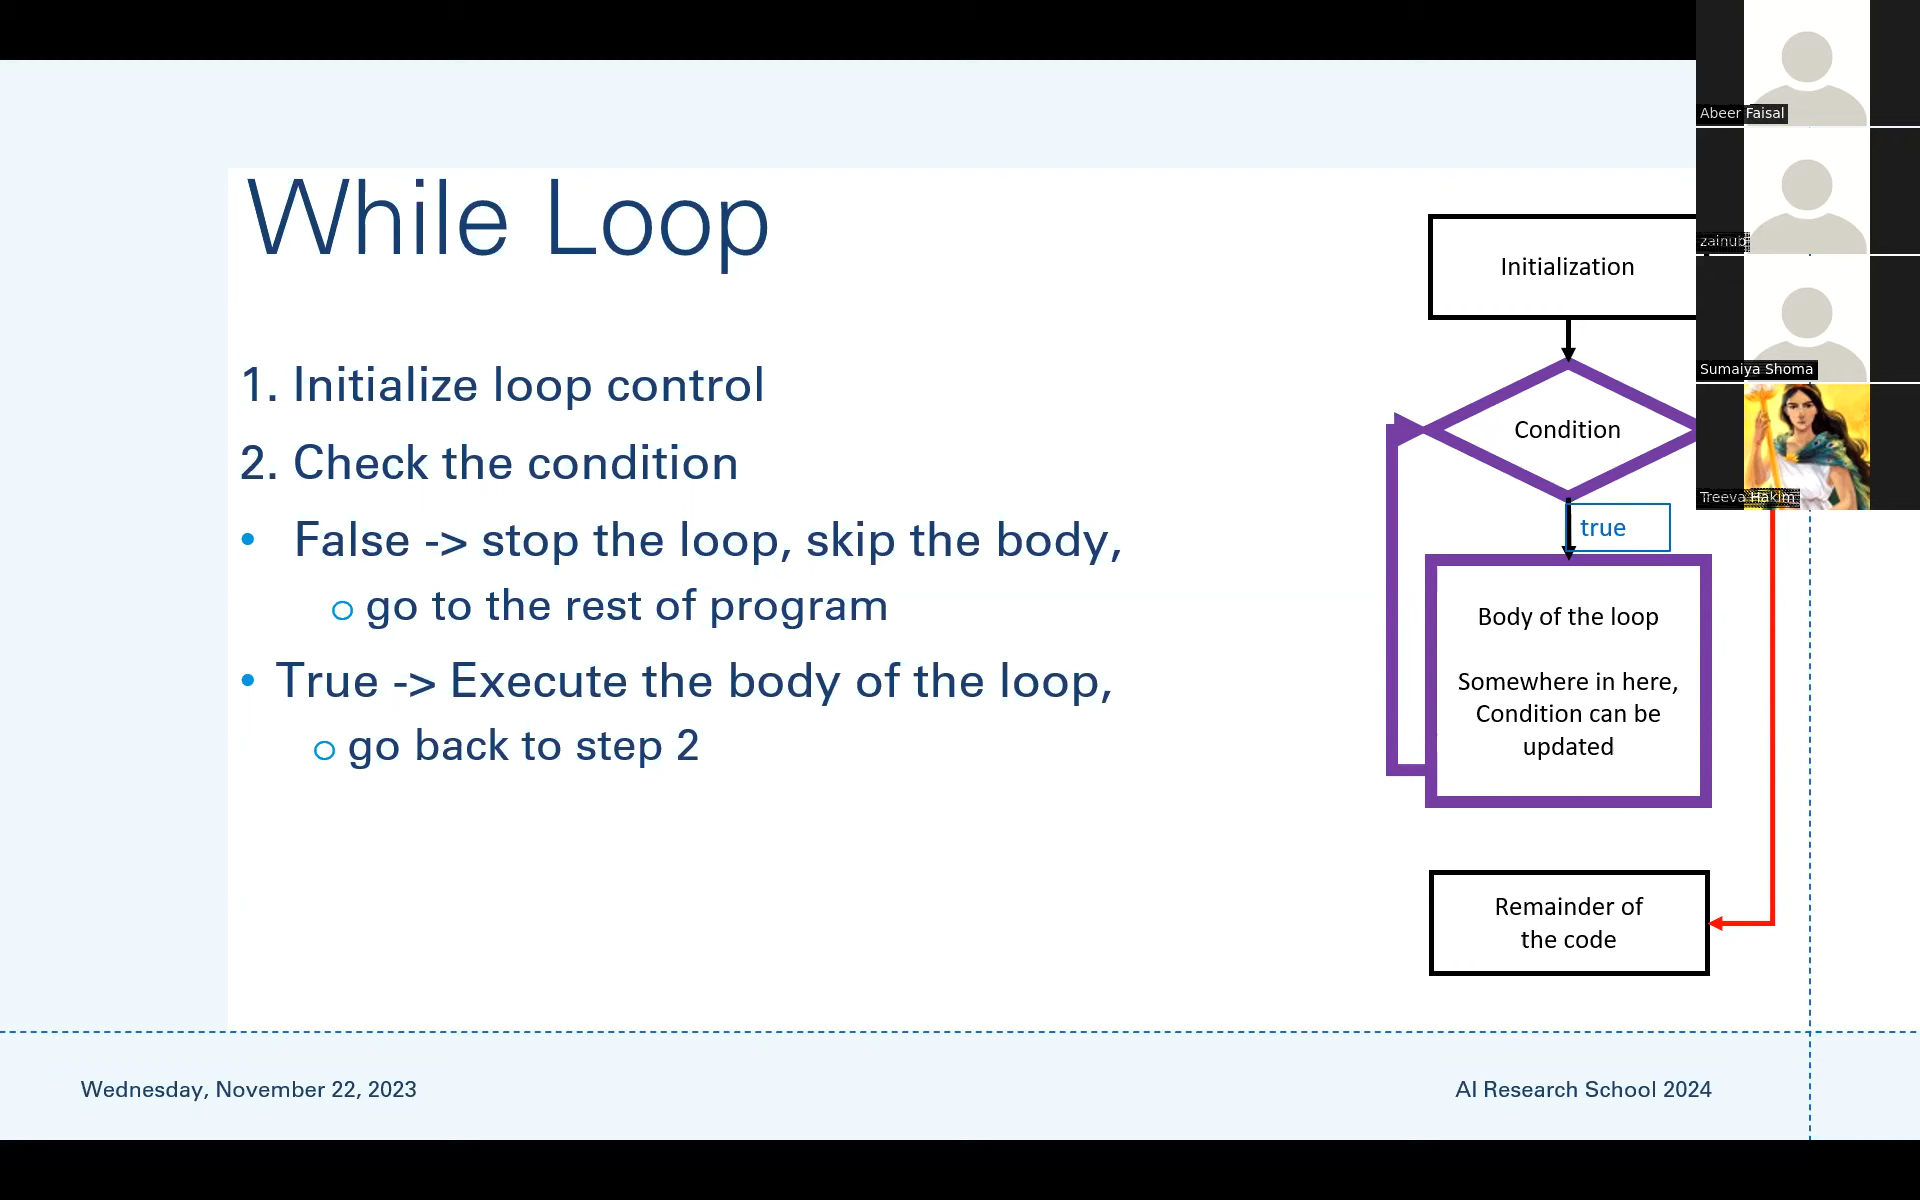 While Loop
1. Initialize loop control
2. Check the condition
• False -> stop the loop, skip the body,
o go to the rest of program
• True -> Execute the body of the loop,
o go back to step 2
Initialization
Condition
true
Body of the loop
Somewhere in here,
Condition can be
updated
Remainder of
the code
Abeer Faisal
zainub
Sumaiya Shoma
Treeva Hakim
Wednesday, November 22, 2023
AI Research School 2024